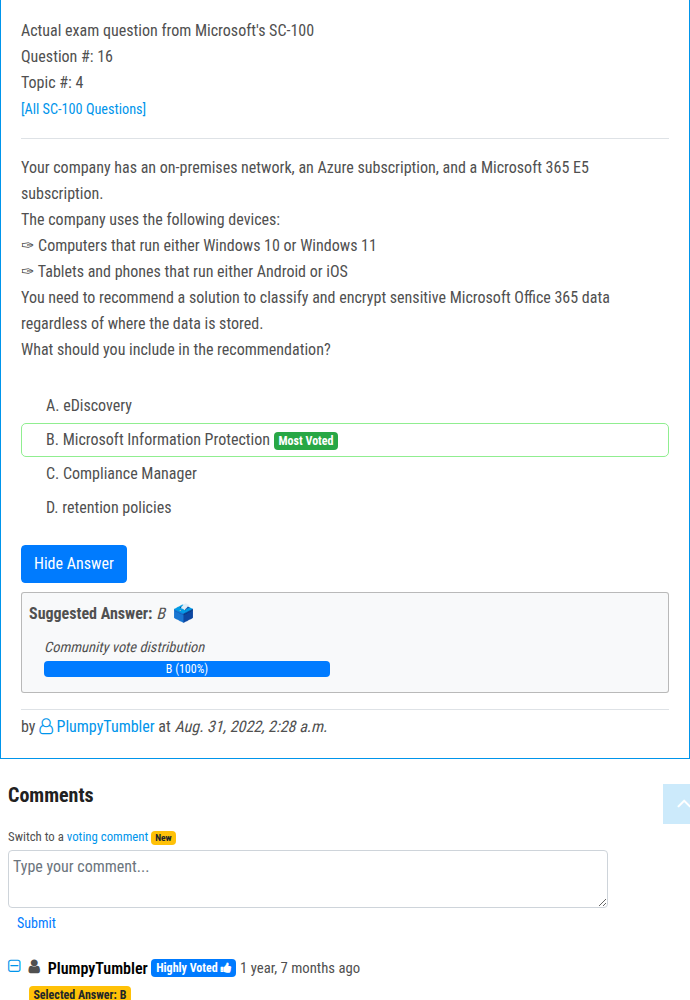 Actual exam question from Microsoft's SC-100
Question #: 16
Topic #: 4
[All SC-100 Questions]
Your company has an on-premises network, an Azure subscription, and a Microsoft 365 E5
subscription.
The company uses the following devices:
✑ Computers that run either Windows 10 or Windows 11
✑ Tablets and phones that run either Android or iOS
You need to recommend a solution to classify and encrypt sensitive Microsoft Office 365 data
regardless of where the data is stored.
What should you include in the recommendation?
A. eDiscovery
B. Microsoft Information Protection Most Voted
C. Compliance Manager
D. retention policies
Hide Answer
Suggested Answer: B
Community vote distribution
B (100%)
by PlumpyTumbler at Aug. 31, 2022, 2:28 a.m.
Comments
Switch to a voting comment New
Type your comment...
Submit
PlumpyTumbler Highly Voted 1 year, 7 months ago
Selected Answer: B